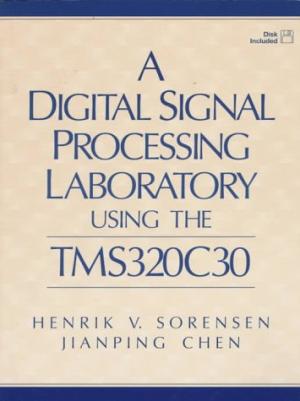 Disk
Included
A
DIGITAL SIGNAL
PROCESSING
LABORATORY
USING THE
TMS320C30
HENRIK V. SORENSEN
JIANPING CHEN